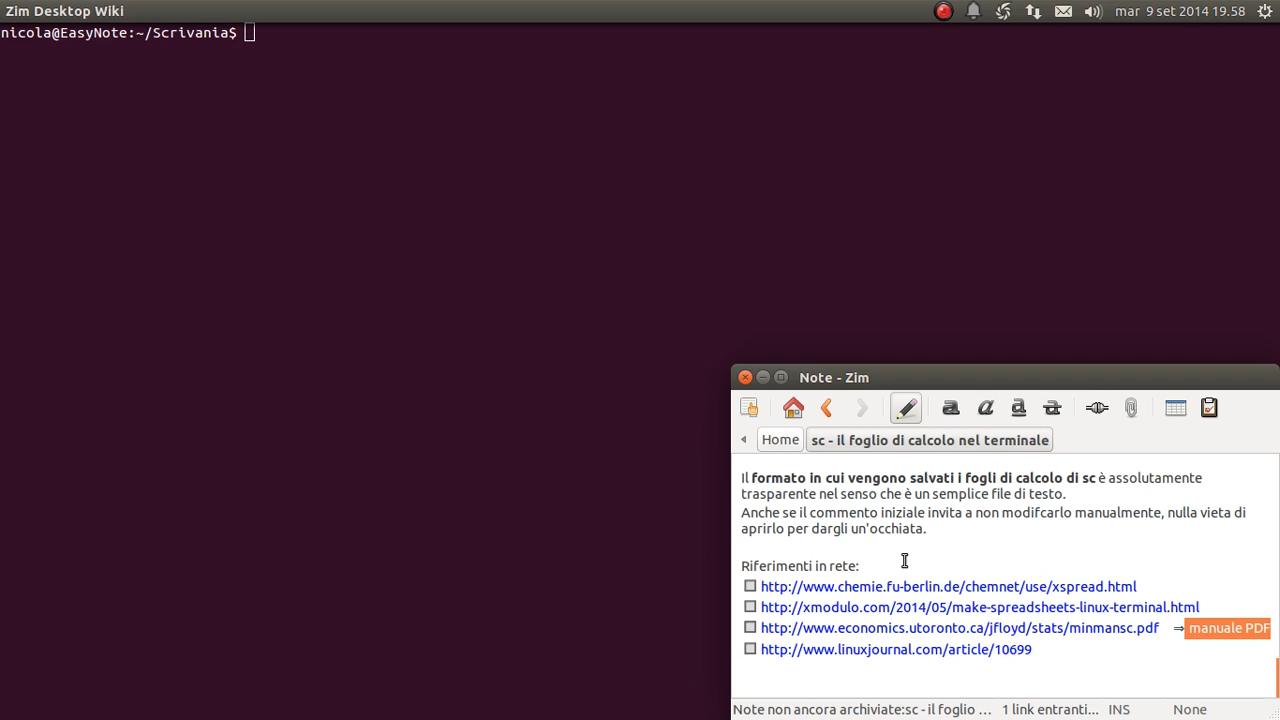 Zim Desktop Wiki
mar 9 set 2014 19.58
nicola@EasyNote:~/Scrivania$
Note - Zim
a a a a
Home
sc - il foglio di calcolo nel terminale
Il formato in cui vengono salvati i fogli di calcolo di sc è assolutamente
trasparente nel senso che è un semplice file di testo.
Anche se il commento iniziale invita a non modifcarlo manualmente, nulla vieta di
aprirlo per dargli un'occhiata.
Riferimenti in rete:
http://www.chemie.fu-berlin.de/chemnet/use/xspread.html
http://xmodulo.com/2014/05/make-spreadsheets-linux-terminal.html
http://www.economics.utoronto.ca/jfloyd/stats/minmansc.pdf ⇒ manuale PDF
http://www.linuxjournal.com/article/10699
Note non ancora archiviate:sc - il foglio ... 1 link entranti... INS None